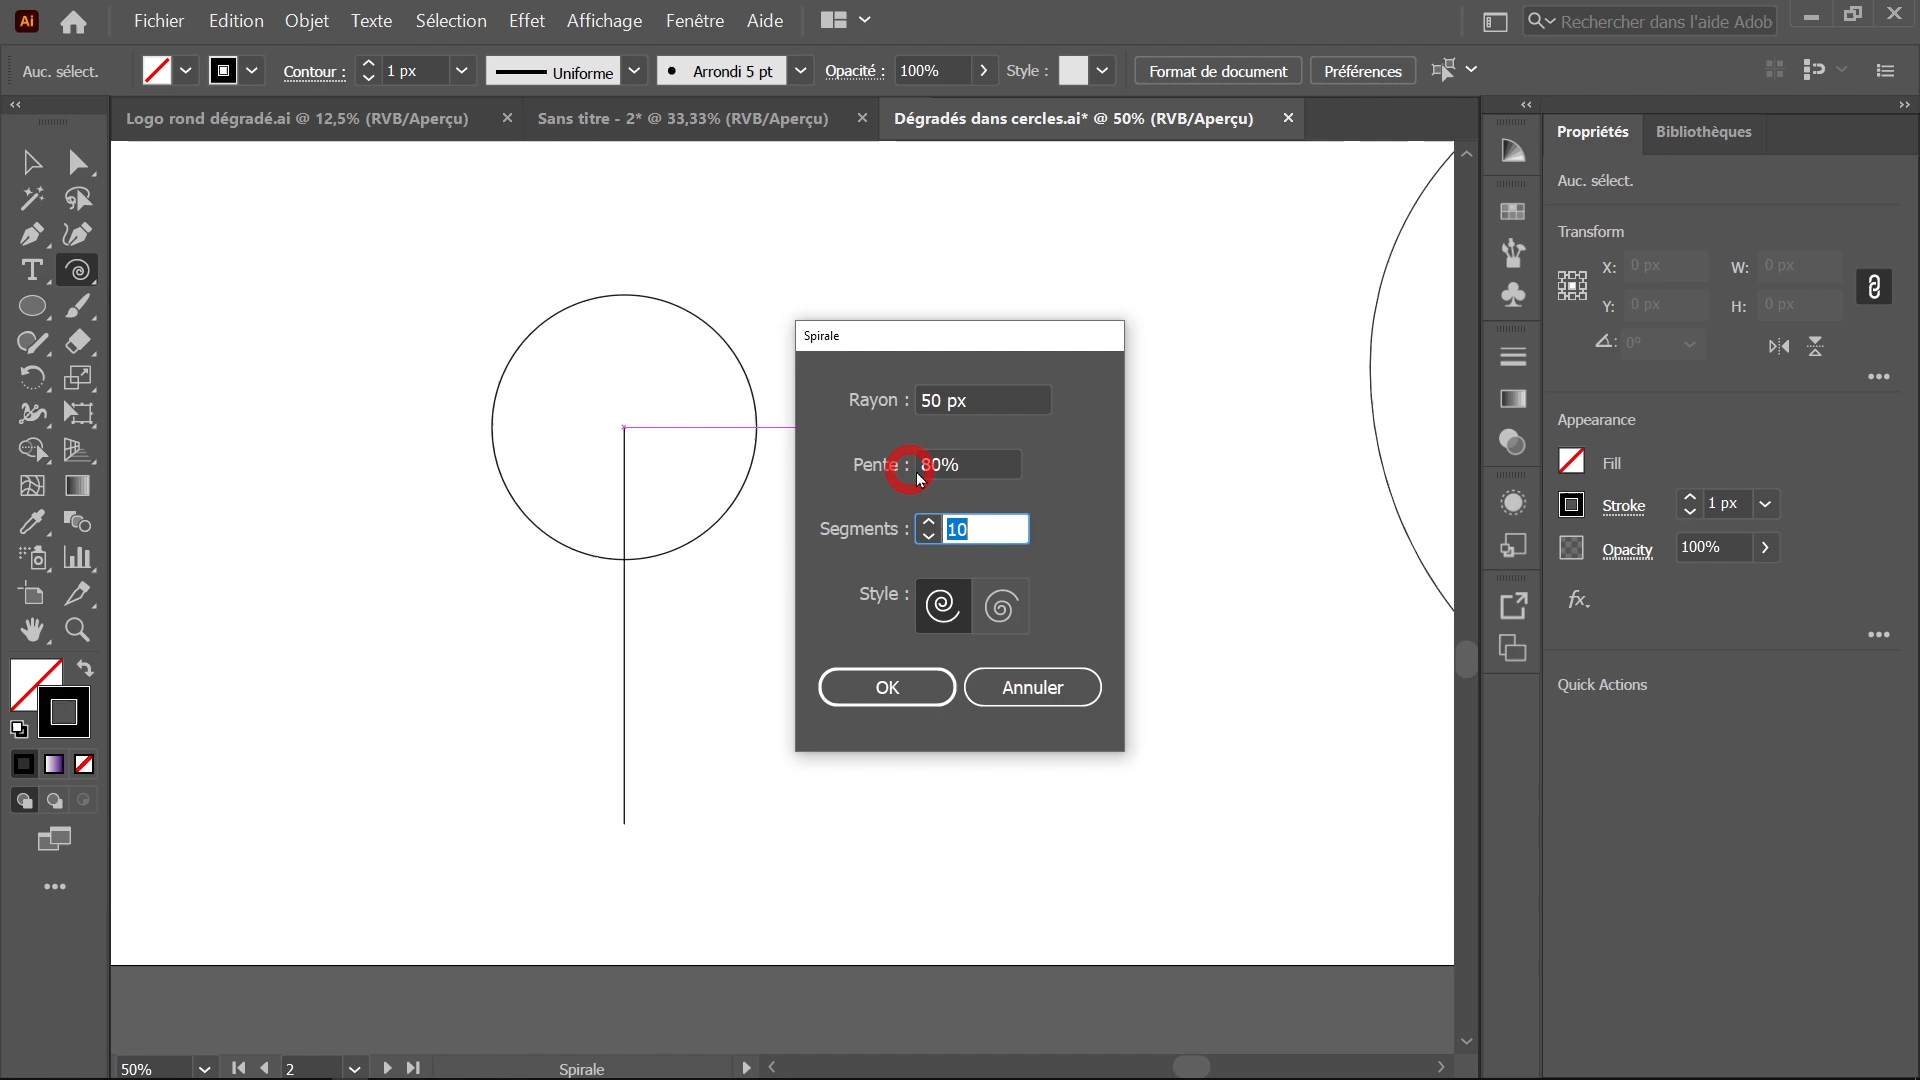 Ai
Fichier Edition Objet Texte Sélection Effet Affichage Fenêtre Aide
Rechercher dans l'aide Adob
Auc. sélect.
Contour : 1 px
Uniforme
Arrondi 5 pt
Opacité : 100%
Style :
Format de document
Préférences
Logo rond dégradé.ai @ 12,5% (RVB/Aperçu)
Sans titre - 2* @ 33,33% (RVB/Aperçu)
Dégradés dans cercles.ai* @ 50% (RVB/Aperçu)
Propriétés Bibliothèques
Auc. sélect.
Transform
X: 0 px W: 0 px
Y: 0 px H: 0 px
0°
Appearance
Fill
Stroke 1 px
Opacity 100%
fx
Quick Actions
Spirale
Rayon : 50 px
Pente : 80%
Segments : 10
Style :
OK Annuler
50%
2
Spirale